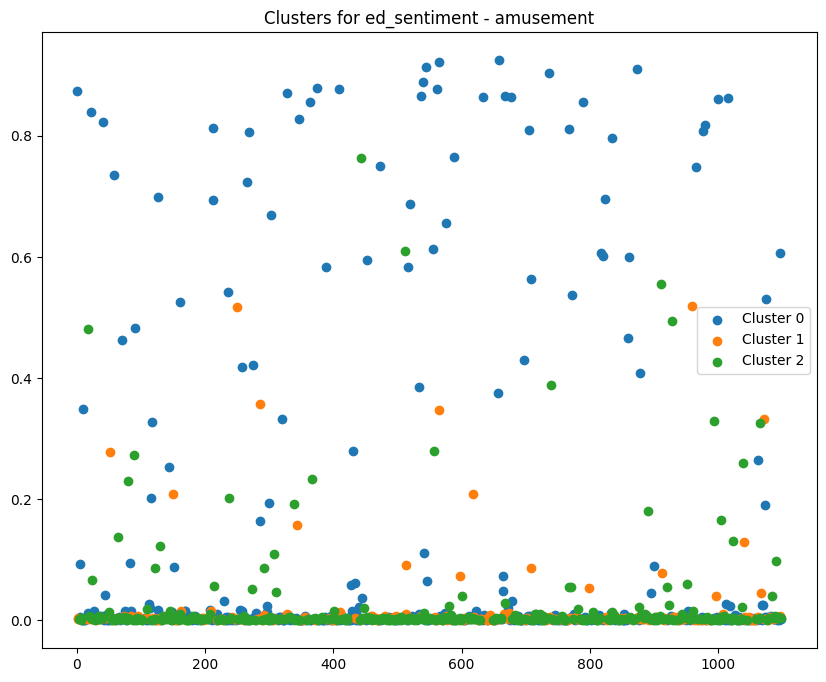 Clusters for ed_sentiment - amusement
0.8
0.6
0.4
0.2
0.0
Cluster 0
Cluster 1
Cluster 2
0 200 400 600 800 1000